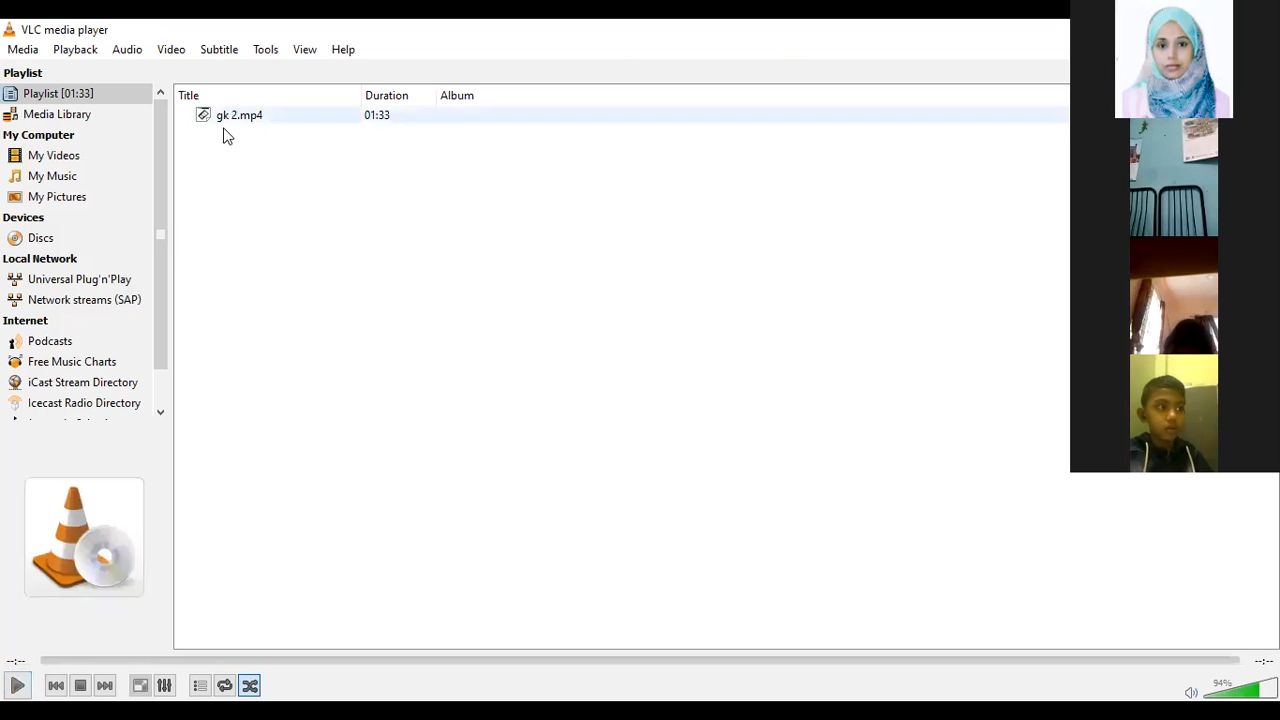 VLC media player
Media Playback Audio Video Subtitle Tools View Help
Playlist
Playlist [01:33]
Media Library
My Computer
My Videos
My Music
My Pictures
Devices
Discs
Local Network
Universal Plug'n'Play
Network streams (SAP)
Internet
Podcasts
Free Music Charts
iCast Stream Directory
Icecast Radio Directory
Title Duration Album
gk 2.mp4 01:33
--:-- --:--
94%